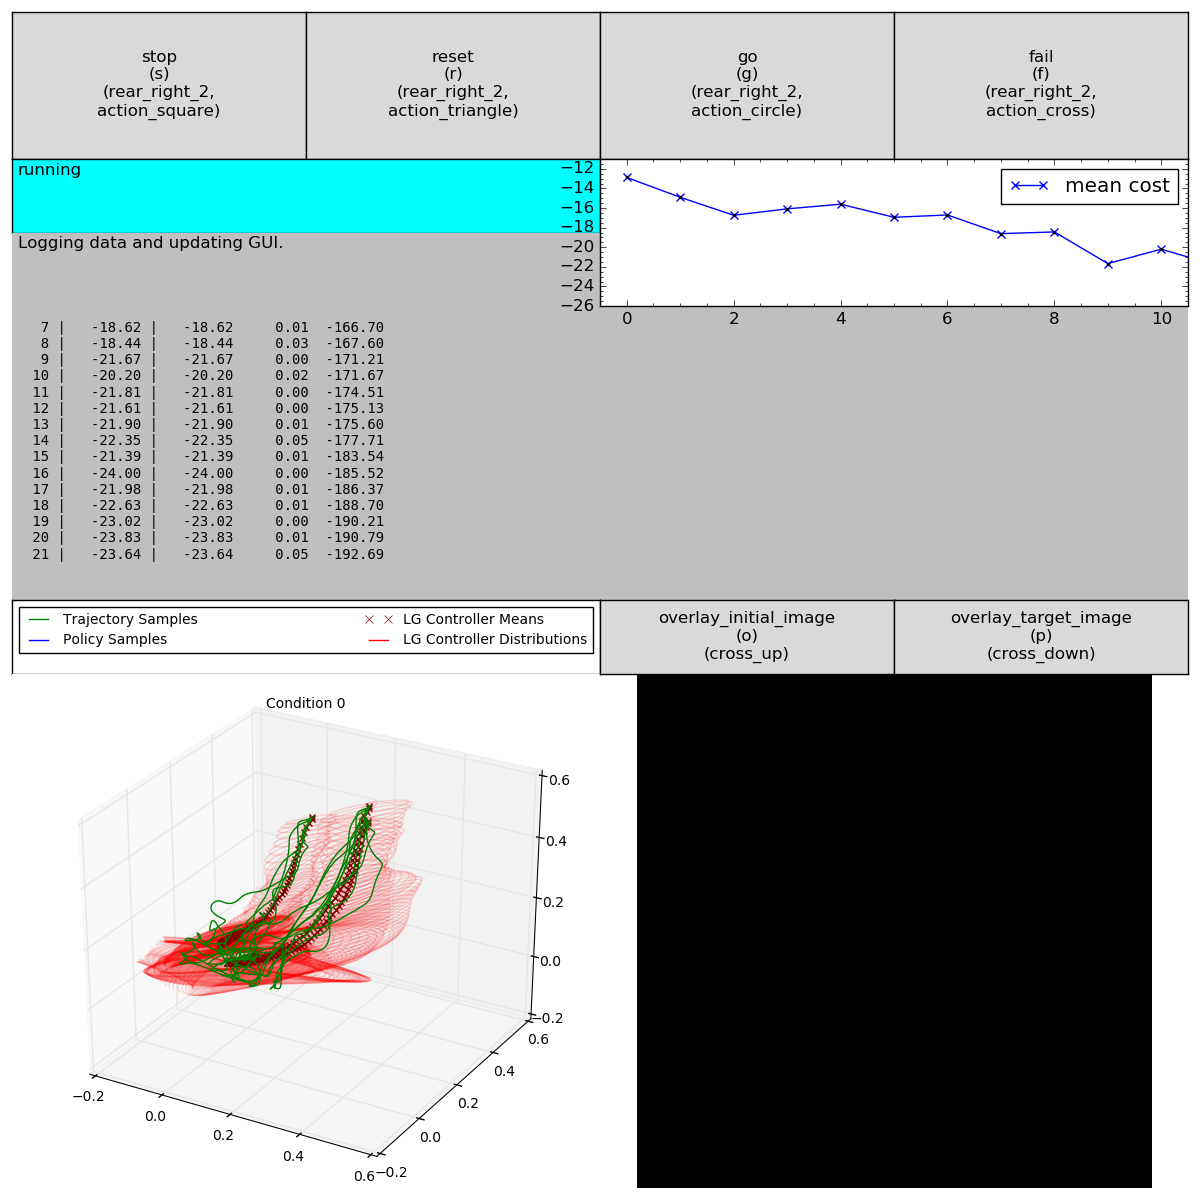 stop
(s)
(rear_right_2,
action_square)
reset
(r)
(rear_right_2,
action_triangle)
go
(g)
(rear_right_2,
action_circle)
fail
(f)
(rear_right_2,
action_cross)
running
−12
−14
−16
−18
−20
−22
−24
−26
mean cost
0 2 4 6 8 10
Logging data and updating GUI.
7 | -18.62 | -18.62 0.01 -166.70
8 | -18.44 | -18.44 0.03 -167.60
9 | -21.67 | -21.67 0.00 -171.21
10 | -20.20 | -20.20 0.02 -171.67
11 | -21.81 | -21.81 0.00 -174.51
12 | -21.61 | -21.61 0.00 -175.13
13 | -21.90 | -21.90 0.01 -175.60
14 | -22.35 | -22.35 0.05 -177.71
15 | -21.39 | -21.39 0.01 -183.54
16 | -24.00 | -24.00 0.00 -185.52
17 | -21.98 | -21.98 0.01 -186.37
18 | -22.63 | -22.63 0.01 -188.70
19 | -23.02 | -23.02 0.00 -190.21
20 | -23.83 | -23.83 0.01 -190.79
21 | -23.64 | -23.64 0.05 -192.69
Trajectory Samples
Policy Samples
LG Controller Means
LG Controller Distributions
overlay_initial_image
(o)
(cross_up)
overlay_target_image
(p)
(cross_down)
Condition 0
0.6
0.4
0.2
0.0
−0.2
0.6
0.4
0.2
0.0
−0.2
−0.2
0.0
0.2
0.4
0.6